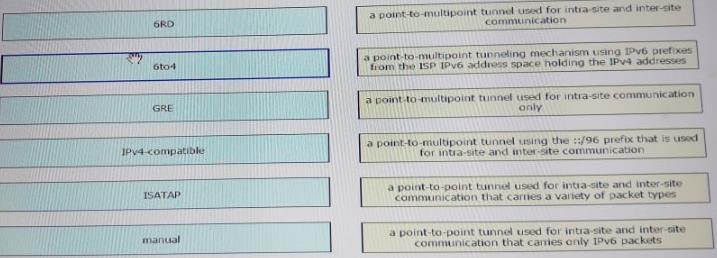 6RD
a point-to-multipoint tunnel used for intra-site and inter-site
communication
6to4
a point-to-multipoint tunneling mechanism using IPv6 prefixes
from the ISP IPv6 address space holding the IPv4 addresses
GRE
a point-to-multipoint tunnel used for intra-site communication
only
IPv4-compatible
a point-to-multipoint tunnel using the ::/96 prefix that is used
for intra-site and inter-site communication
ISATAP
a point-to-point tunnel used for intra-site and inter-site
communication that carries a variety of packet types
manual
a point-to-point tunnel used for intra-site and inter-site
communication that carries only IPv6 packets